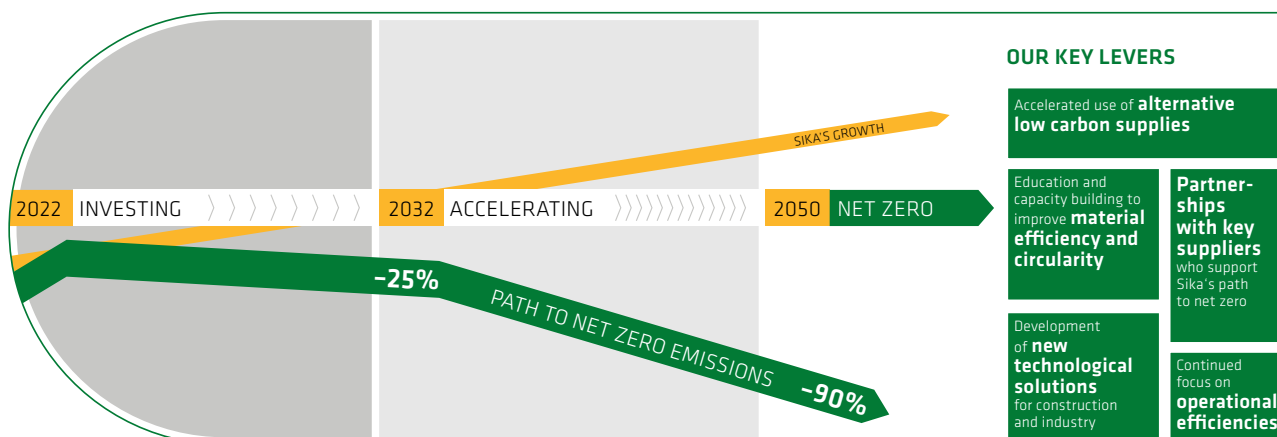 OUR KEY LEVERS
Accelerated use of alternative
low carbon supplies
SIKA'S GROWTH
2022 INVESTING
2032 ACCELERATING
2050 NET ZERO
Education and
capacity building to
improve material
efficiency and
circularity
Partner-
ships
with key
suppliers
who support
Sika's path
to net zero
–25%
PATH TO NET ZERO EMISSIONS
–90%
Development
of new
technological
solutions
for construction
and industry
Continued
focus on
operational
efficiencies